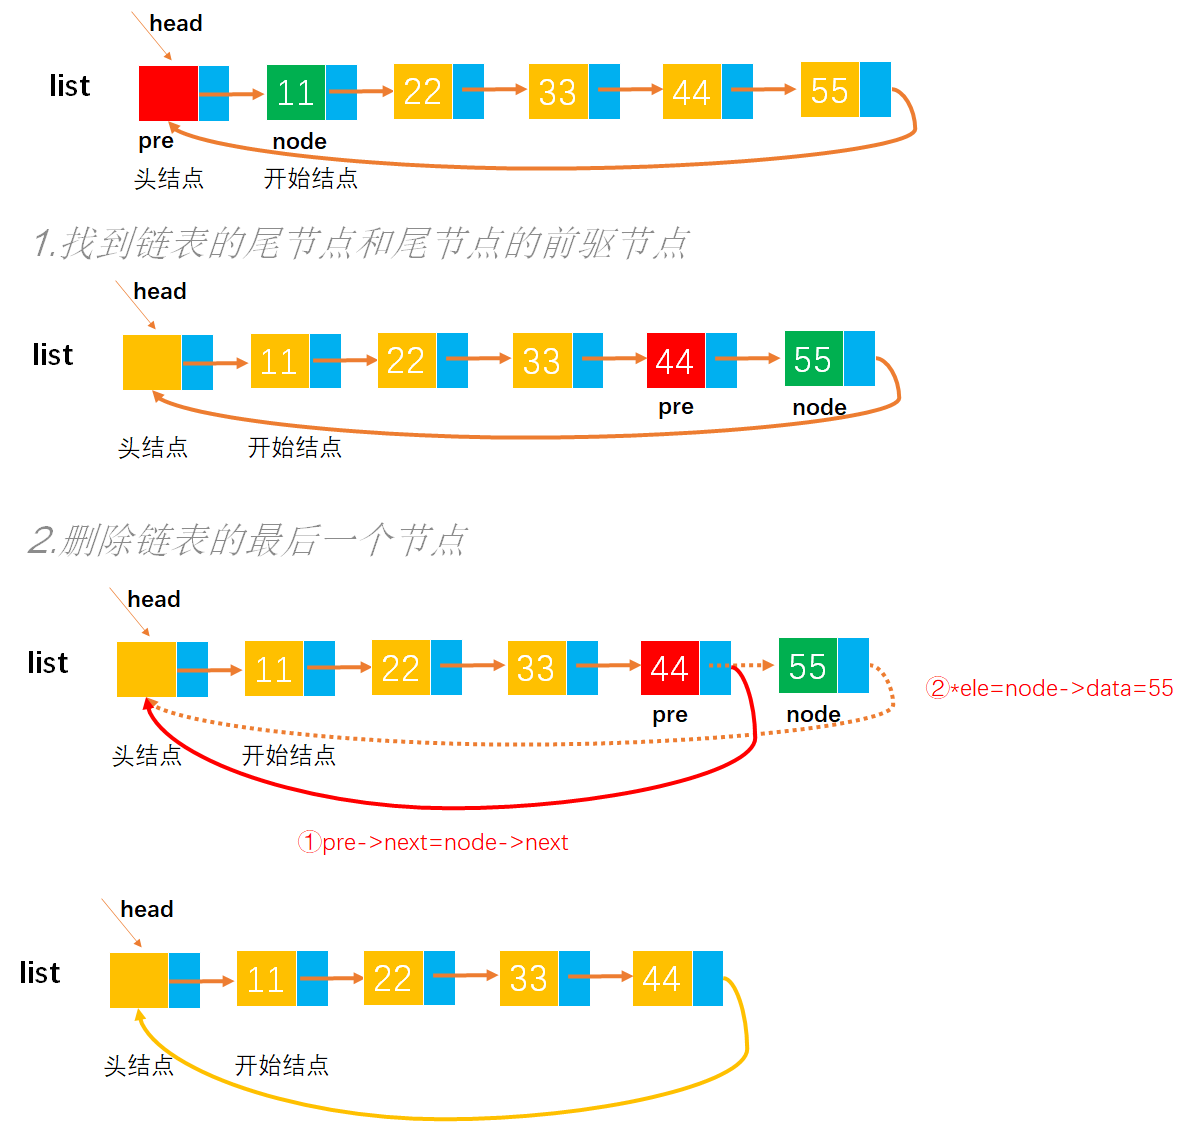 head
list
11 22 33 44 55
pre node
头结点 开始结点
1.找到链表的尾节点和尾节点的前驱节点
head
list
11 22 33 44 55
pre node
头结点 开始结点
2.删除链表的最后一个节点
head
list
11 22 33 44 55
②*ele=node->data=55
pre node
头结点 开始结点
①pre->next=node->next
head
list
11 22 33 44
头结点 开始结点